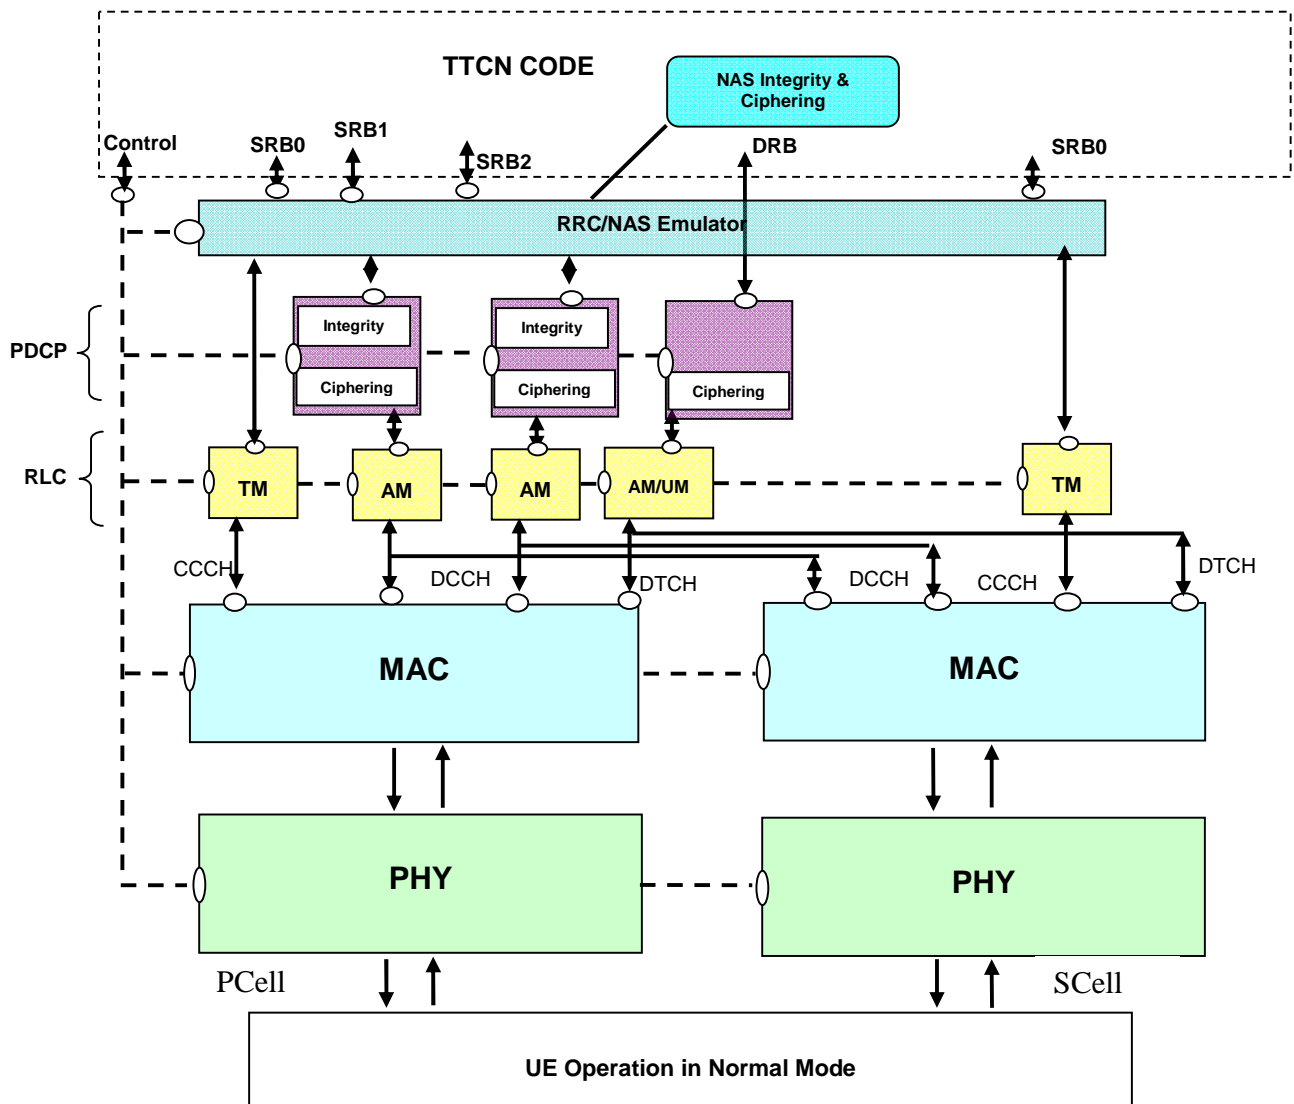 TTCN CODE
NAS Integrity &
Ciphering
Control
SRB0
SRB1
SRB2
DRB
SRB0
RRC/NAS Emulator
PDCP
Integrity
Ciphering
Integrity
Ciphering
Ciphering
RLC
TM
AM
AM
AM/UM
TM
CCCH
DCCH
DTCH
DCCH
CCCH
DTCH
MAC
MAC
PHY
PHY
PCell
SCell
UE Operation in Normal Mode